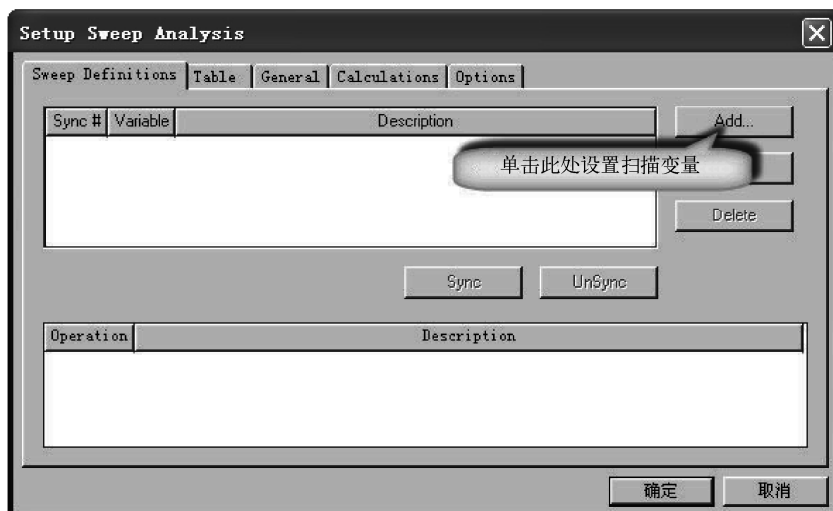 Setup Sweep Analysis
Sweep Definitions Table General Calculations Options
Sync # Variable Description
Add...
单击此处设置扫描变量
Delete
Sync UnSync
Operation Description
确定 取消